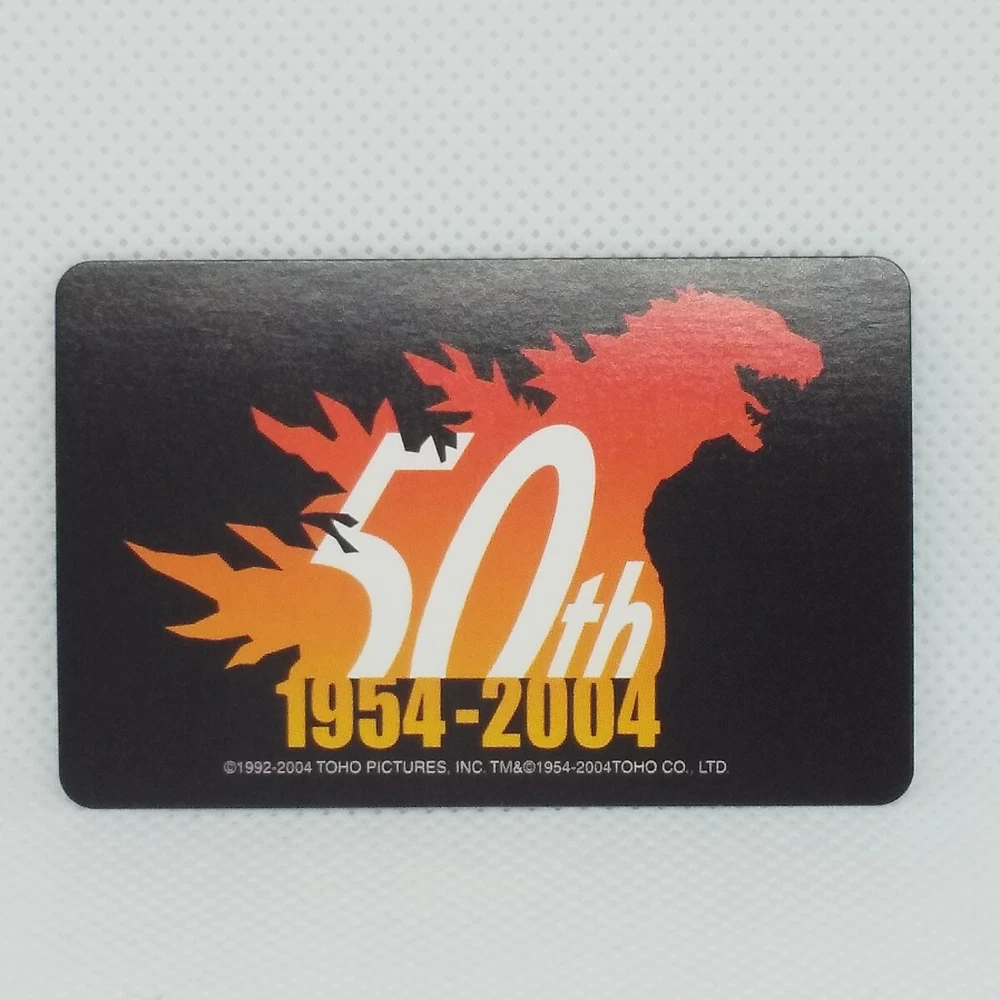 50th
1954-2004
©1992-2004 TOHO PICTURES, INC. TM&©1954-2004TOHO CO., LTD.